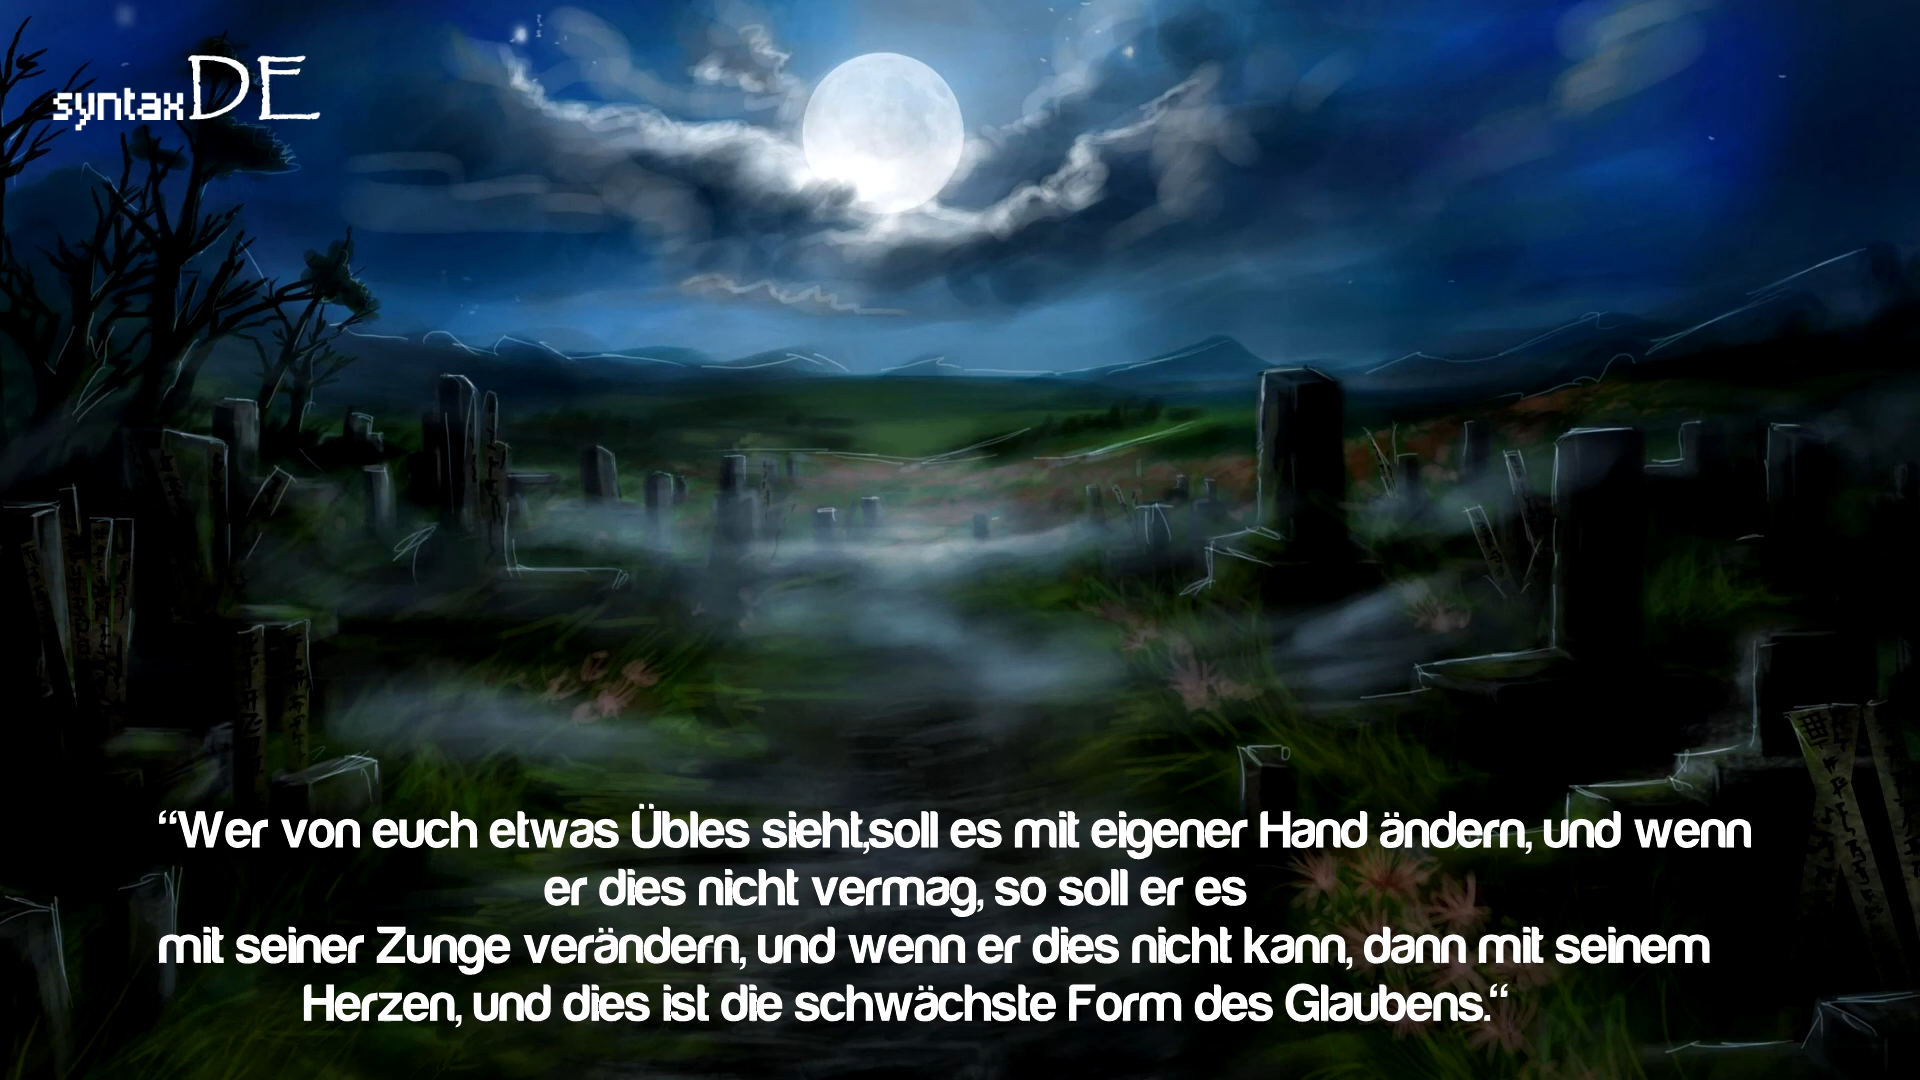 syntaxDE
“Wer von euch etwas Übles sieht,soll es mit eigener Hand ändern, und wenn
er dies nicht vermag, so soll er es
mit seiner Zunge verändern, und wenn er dies nicht kann, dann mit seinem
Herzen, und dies ist die schwächste Form des Glaubens.“